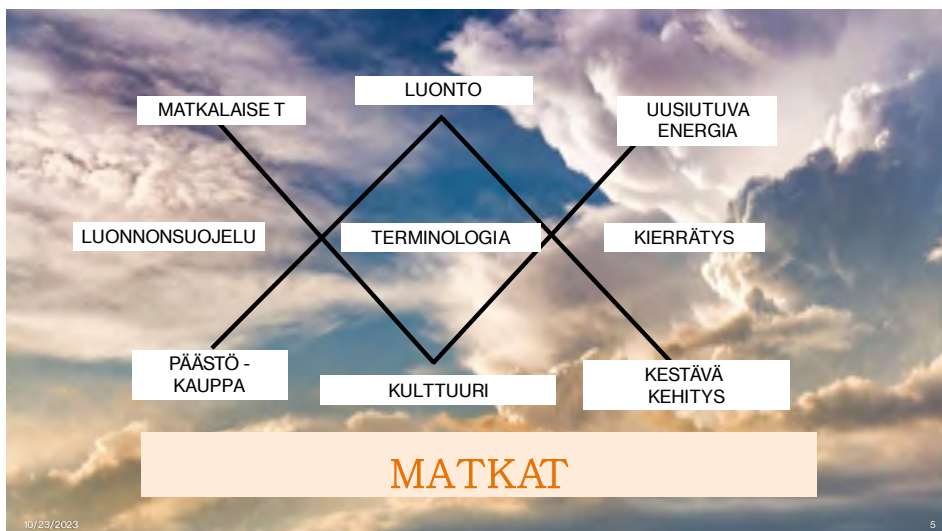 LUONTO
MATKALAISE T
UUSIUTUVA
ENERGIA
LUONNONSUOJELU
TERMINOLOGIA
KIERRÄTYS
PÄÄSTÖ -
KAUPPA
KULTTUURI
KESTÄVÄ
KEHITYS
MATKAT
10/23/2023
5